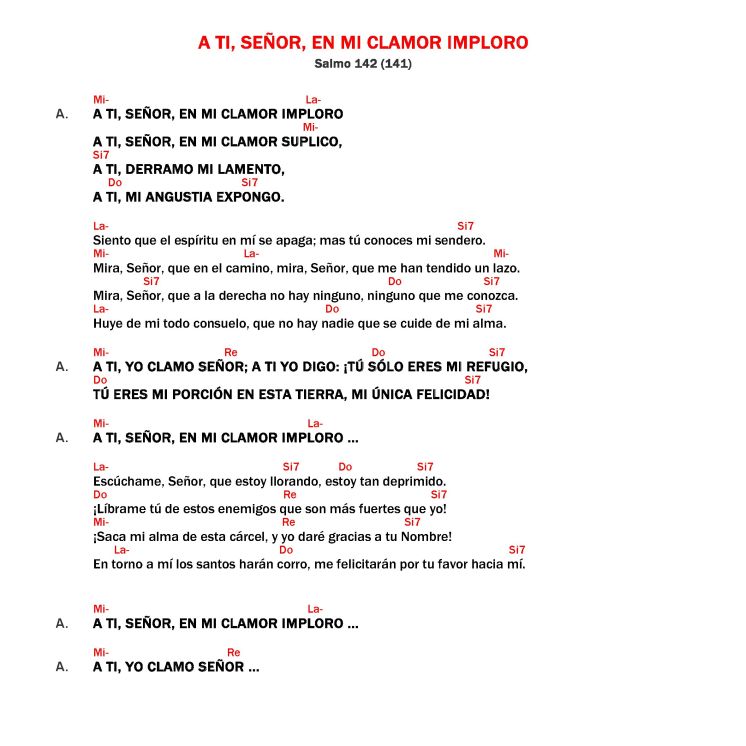 A TI, SEÑOR, EN MI CLAMOR IMPLORO
Salmo 142 (141)
Mi- La-
A. A TI, SEÑOR, EN MI CLAMOR IMPLORO
Mi-
A TI, SEÑOR, EN MI CLAMOR SUPLICO,
Si7
A TI, DERRAMO MI LAMENTO,
Do Si7
A TI, MI ANGUSTIA EXPONGO.
La- Si7
Siento que el espíritu en mí se apaga; mas tú conoces mi sendero.
Mi- La- Mi-
Mira, Señor, que en el camino, mira, Señor, que me han tendido un lazo.
Si7 Do Si7
Mira, Señor, que a la derecha no hay ninguno, ninguno que me conozca.
La- Do Si7
Huye de mi todo consuelo, que no hay nadie que se cuide de mi alma.
Mi- Re Do Si7
A. A TI, YO CLAMO SEÑOR; A TI YO DIGO: ¡TÚ SÓLO ERES MI REFUGIO,
Do Si7
TÚ ERES MI PORCIÓN EN ESTA TIERRA, MI ÚNICA FELICIDAD!
Mi- La-
A. A TI, SEÑOR, EN MI CLAMOR IMPLORO ...
La- Si7 Do Si7
Escúchame, Señor, que estoy llorando, estoy tan deprimido.
Do Re Si7
¡Líbrame tú de estos enemigos que son más fuertes que yo!
Mi- Re Si7
¡Saca mi alma de esta cárcel, y yo daré gracias a tu Nombre!
La- Do Si7
En torno a mí los santos harán corro, me felicitarán por tu favor hacia mí.
Mi- La-
A. A TI, SEÑOR, EN MI CLAMOR IMPLORO ...
Mi- Re
A. A TI, YO CLAMO SEÑOR ...